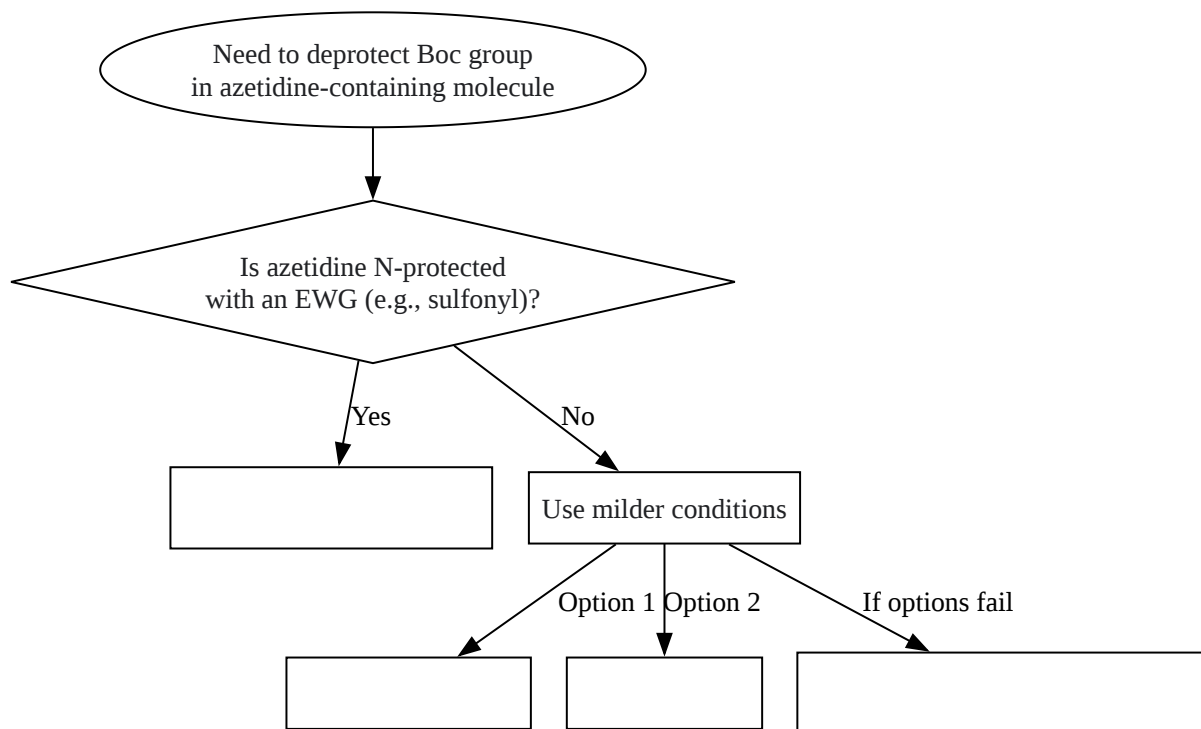 Need to deprotect Boc group
in azetidine-containing molecule
Is azetidine N-protected
with an EWG (e.g., sulfonyl)?
Yes
No
Use milder conditions
Option 1
Option 2
If options fail